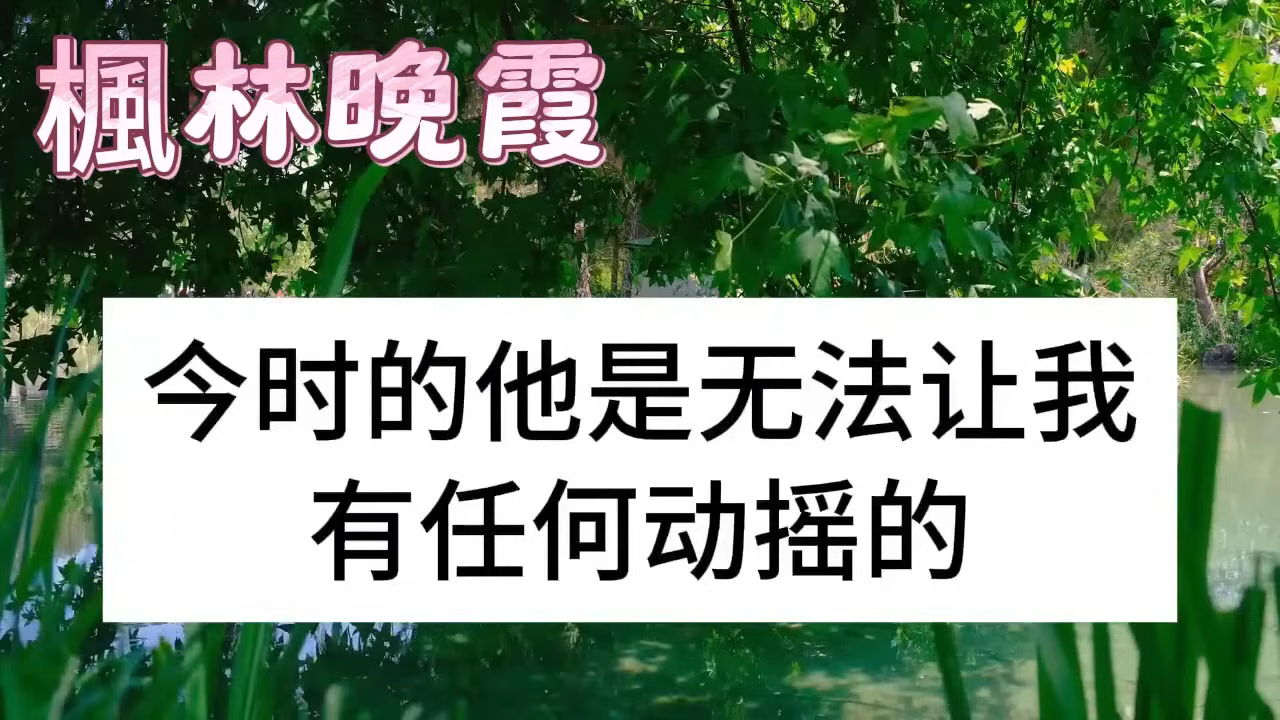 楓林晚霞
今时的他是无法让我
有任何动摇的